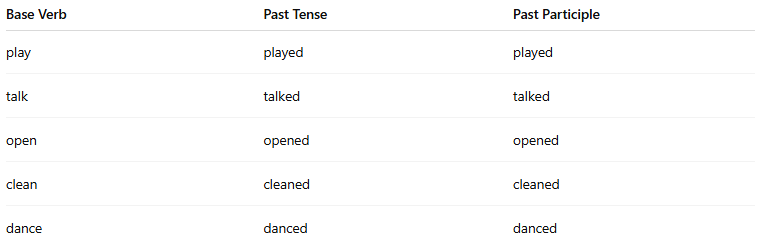 Base Verb Past Tense Past Participle
play played played
talk talked talked
open opened opened
clean cleaned cleaned
dance danced danced